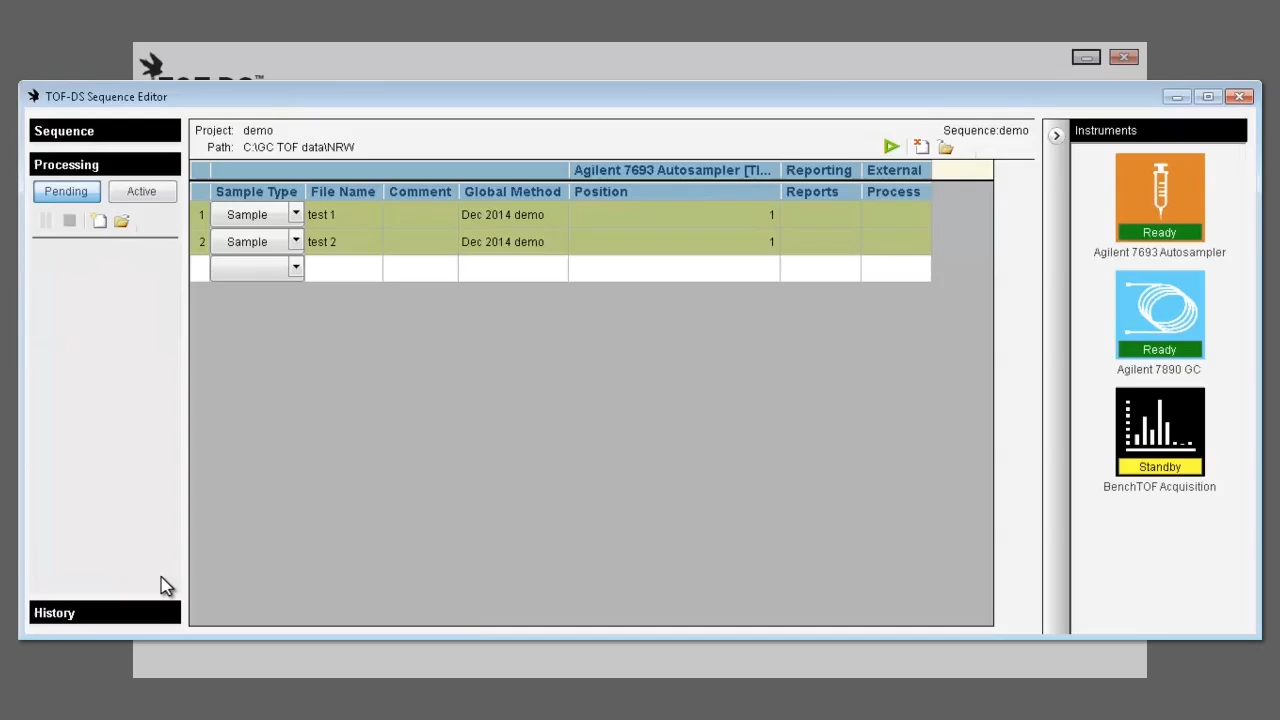 TOF-DS Sequence Editor
Sequence
Processing
Pending Active
History
Project: demo
Path: C:\GC TOF data\NRW
Sequence:demo
Agilent 7693 Autosampler [TI... Reporting External
Sample Type File Name Comment Global Method Position Reports Process
1 Sample test 1 Dec 2014 demo 1
2 Sample test 2 Dec 2014 demo 1
Instruments
Ready
Agilent 7693 Autosampler
Ready
Agilent 7890 GC
Standby
BenchTOF Acquisition